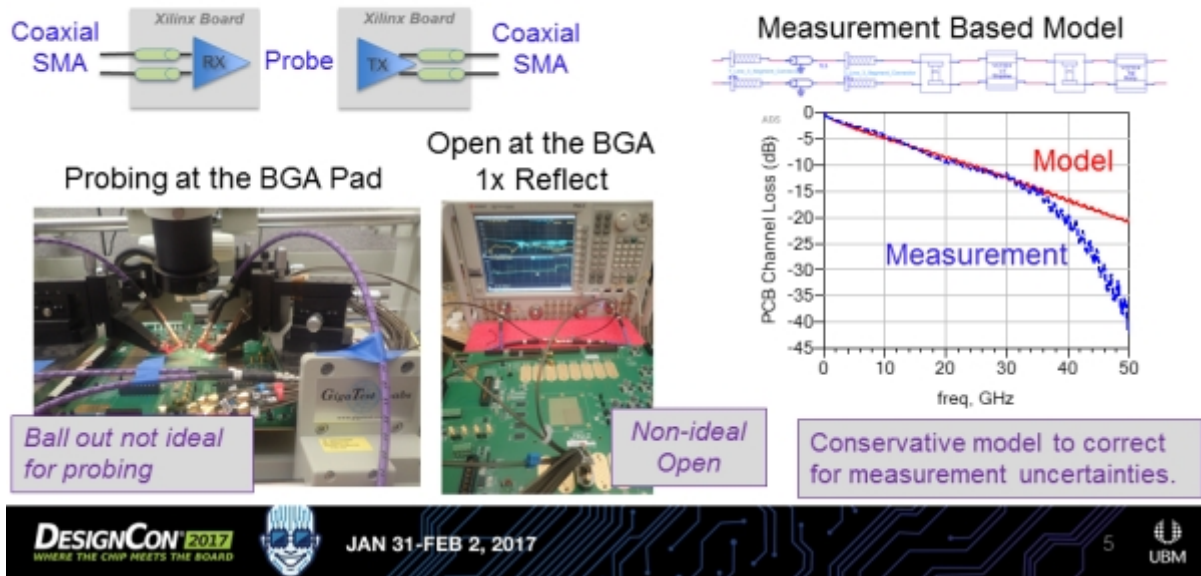 Xilinx Board
Xilinx Board
Coaxial
SMA
RX
Probe
TX
Coaxial
SMA
Measurement Based Model
Probing at the BGA Pad
Open at the BGA
1x Reflect
ADS
PCB Channel Loss (dB)
0
-5
-10
-15
-20
-25
-30
-35
-40
-45
Model
Measurement
0
10
20
30
40
50
freq, GHz
GigaTest Labs
Ball out not ideal
for probing
Non-ideal
Open
Conservative model to correct
for measurement uncertainties.
DESIGNCON 2017
WHERE THE CHIP MEETS THE BOARD
JAN 31-FEB 2, 2017
5
UBM